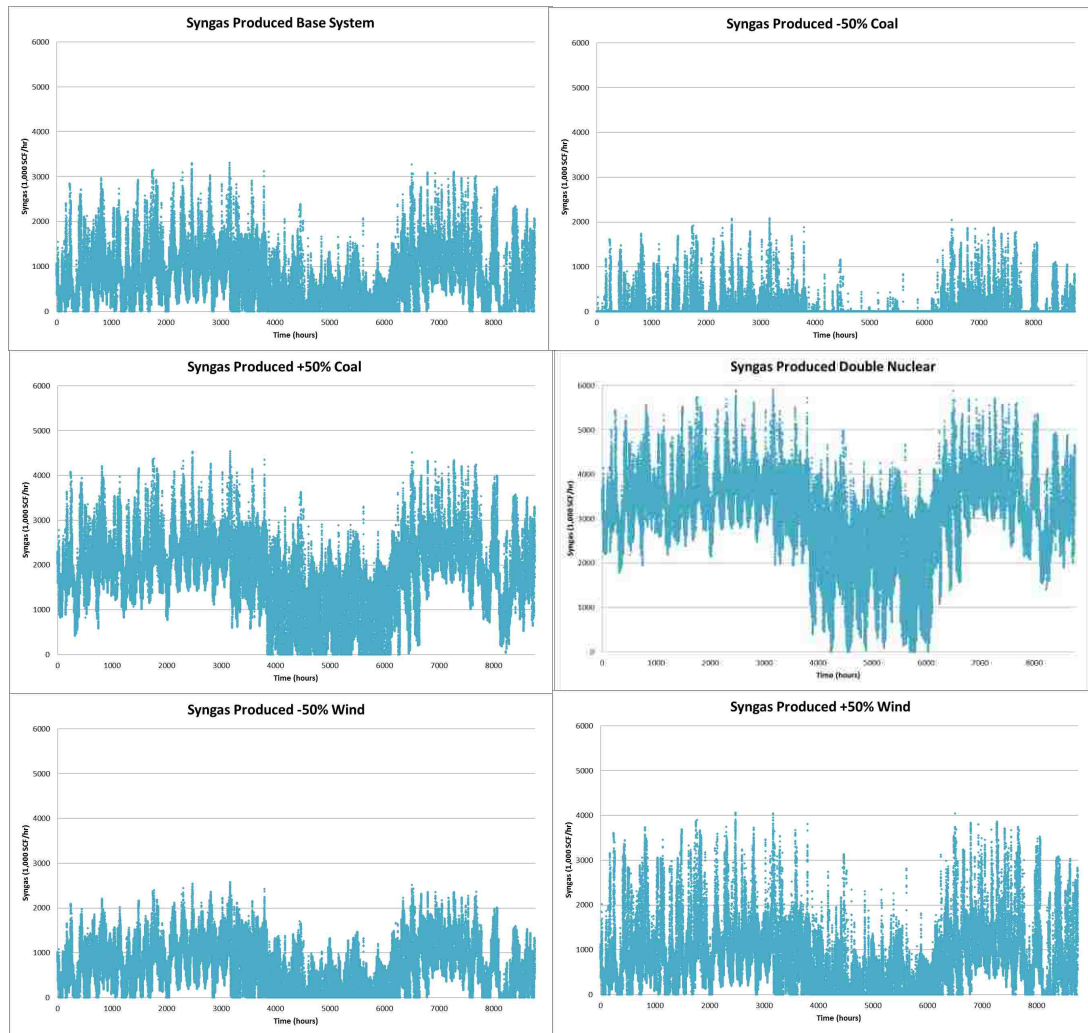 Syngas Produced Base System
6000
5000
4000
3000
2000
1000
0
Syngas (1,000 SCF/hr)
0 1000 2000 3000 4000 5000 6000 7000 8000
Time (hours)
Syngas Produced -50% Coal
6000
5000
4000
3000
2000
1000
0
Syngas (1,000 SCF/hr)
0 1000 2000 3000 4000 5000 6000 7000 8000
Time (hours)
Syngas Produced +50% Coal
6000
5000
4000
3000
2000
1000
0
Syngas (1,000 SCF/hr)
0 1000 2000 3000 4000 5000 6000 7000 8000
Time (hours)
Syngas Produced Double Nuclear
6000
5000
4000
3000
2000
1000
0
Syngas (1,000 SCF/hr)
0 1000 2000 3000 4000 5000 6000 7000 8000
Time (hours)
Syngas Produced -50% Wind
6000
5000
4000
3000
2000
1000
0
Syngas (1,000 SCF/hr)
0 1000 2000 3000 4000 5000 6000 7000 8000
Time (hours)
Syngas Produced +50% Wind
6000
5000
4000
3000
2000
1000
0
Syngas (1,000 SCF/hr)
0 1000 2000 3000 4000 5000 6000 7000 8000
Time (hours)